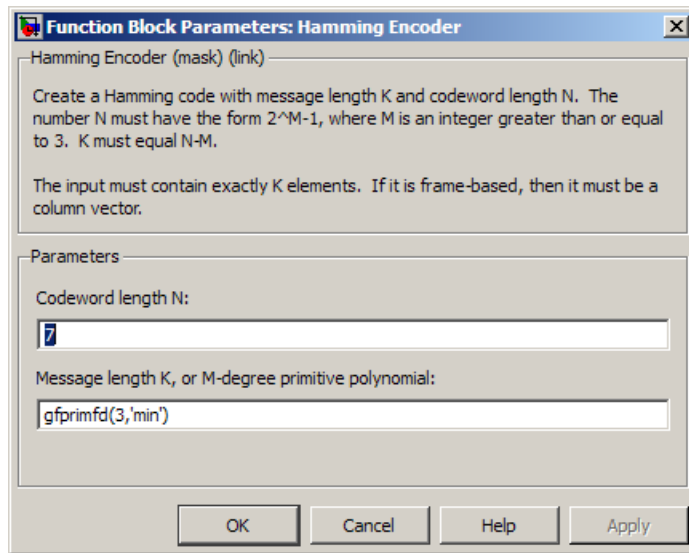 Function Block Parameters: Hamming Encoder
Hamming Encoder (mask) (link)
Create a Hamming code with message length K and codeword length N. The
number N must have the form 2^M-1, where M is an integer greater than or equal
to 3. K must equal N-M.
The input must contain exactly K elements. If it is frame-based, then it must be a
column vector.
Parameters
Codeword length N:
7
Message length K, or M-degree primitive polynomial:
gfprimfd(3,'min')
OK Cancel Help Apply